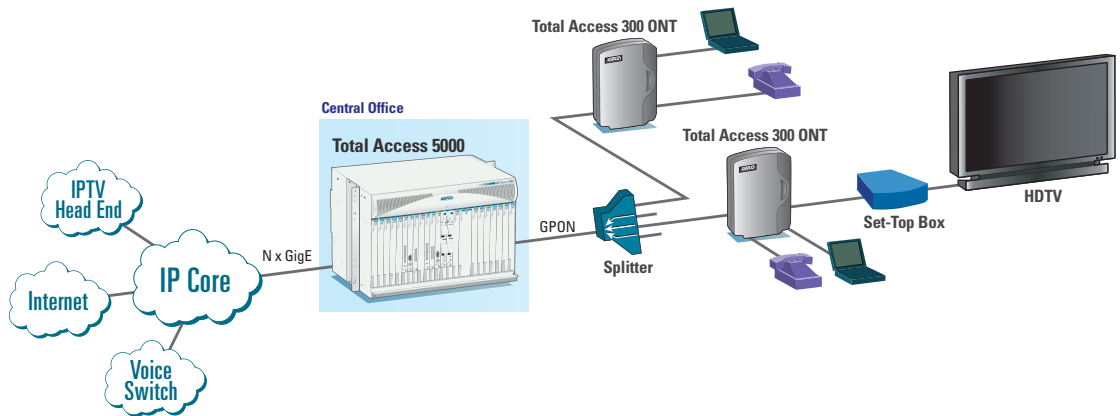 Total Access 300 ONT
Central Office
Total Access 5000
Total Access 300 ONT
IPTV
Head End
IP Core
Internet
Voice
Switch
N x GigE
GPON
Splitter
Set-Top Box
HDTV